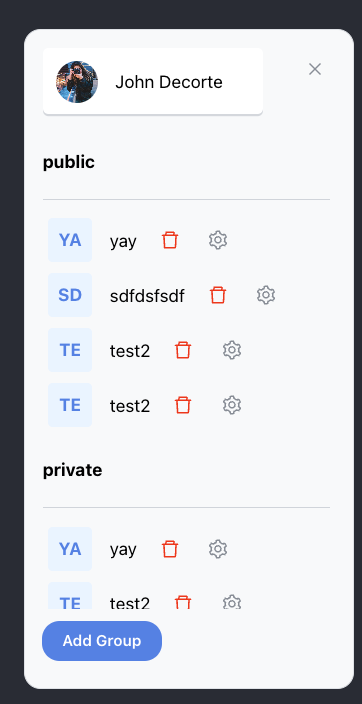 John Decorte
public
YA yay
SD sdfdsfsdf
TE test2
TE test2
private
YA yay
TE test2
Add Group